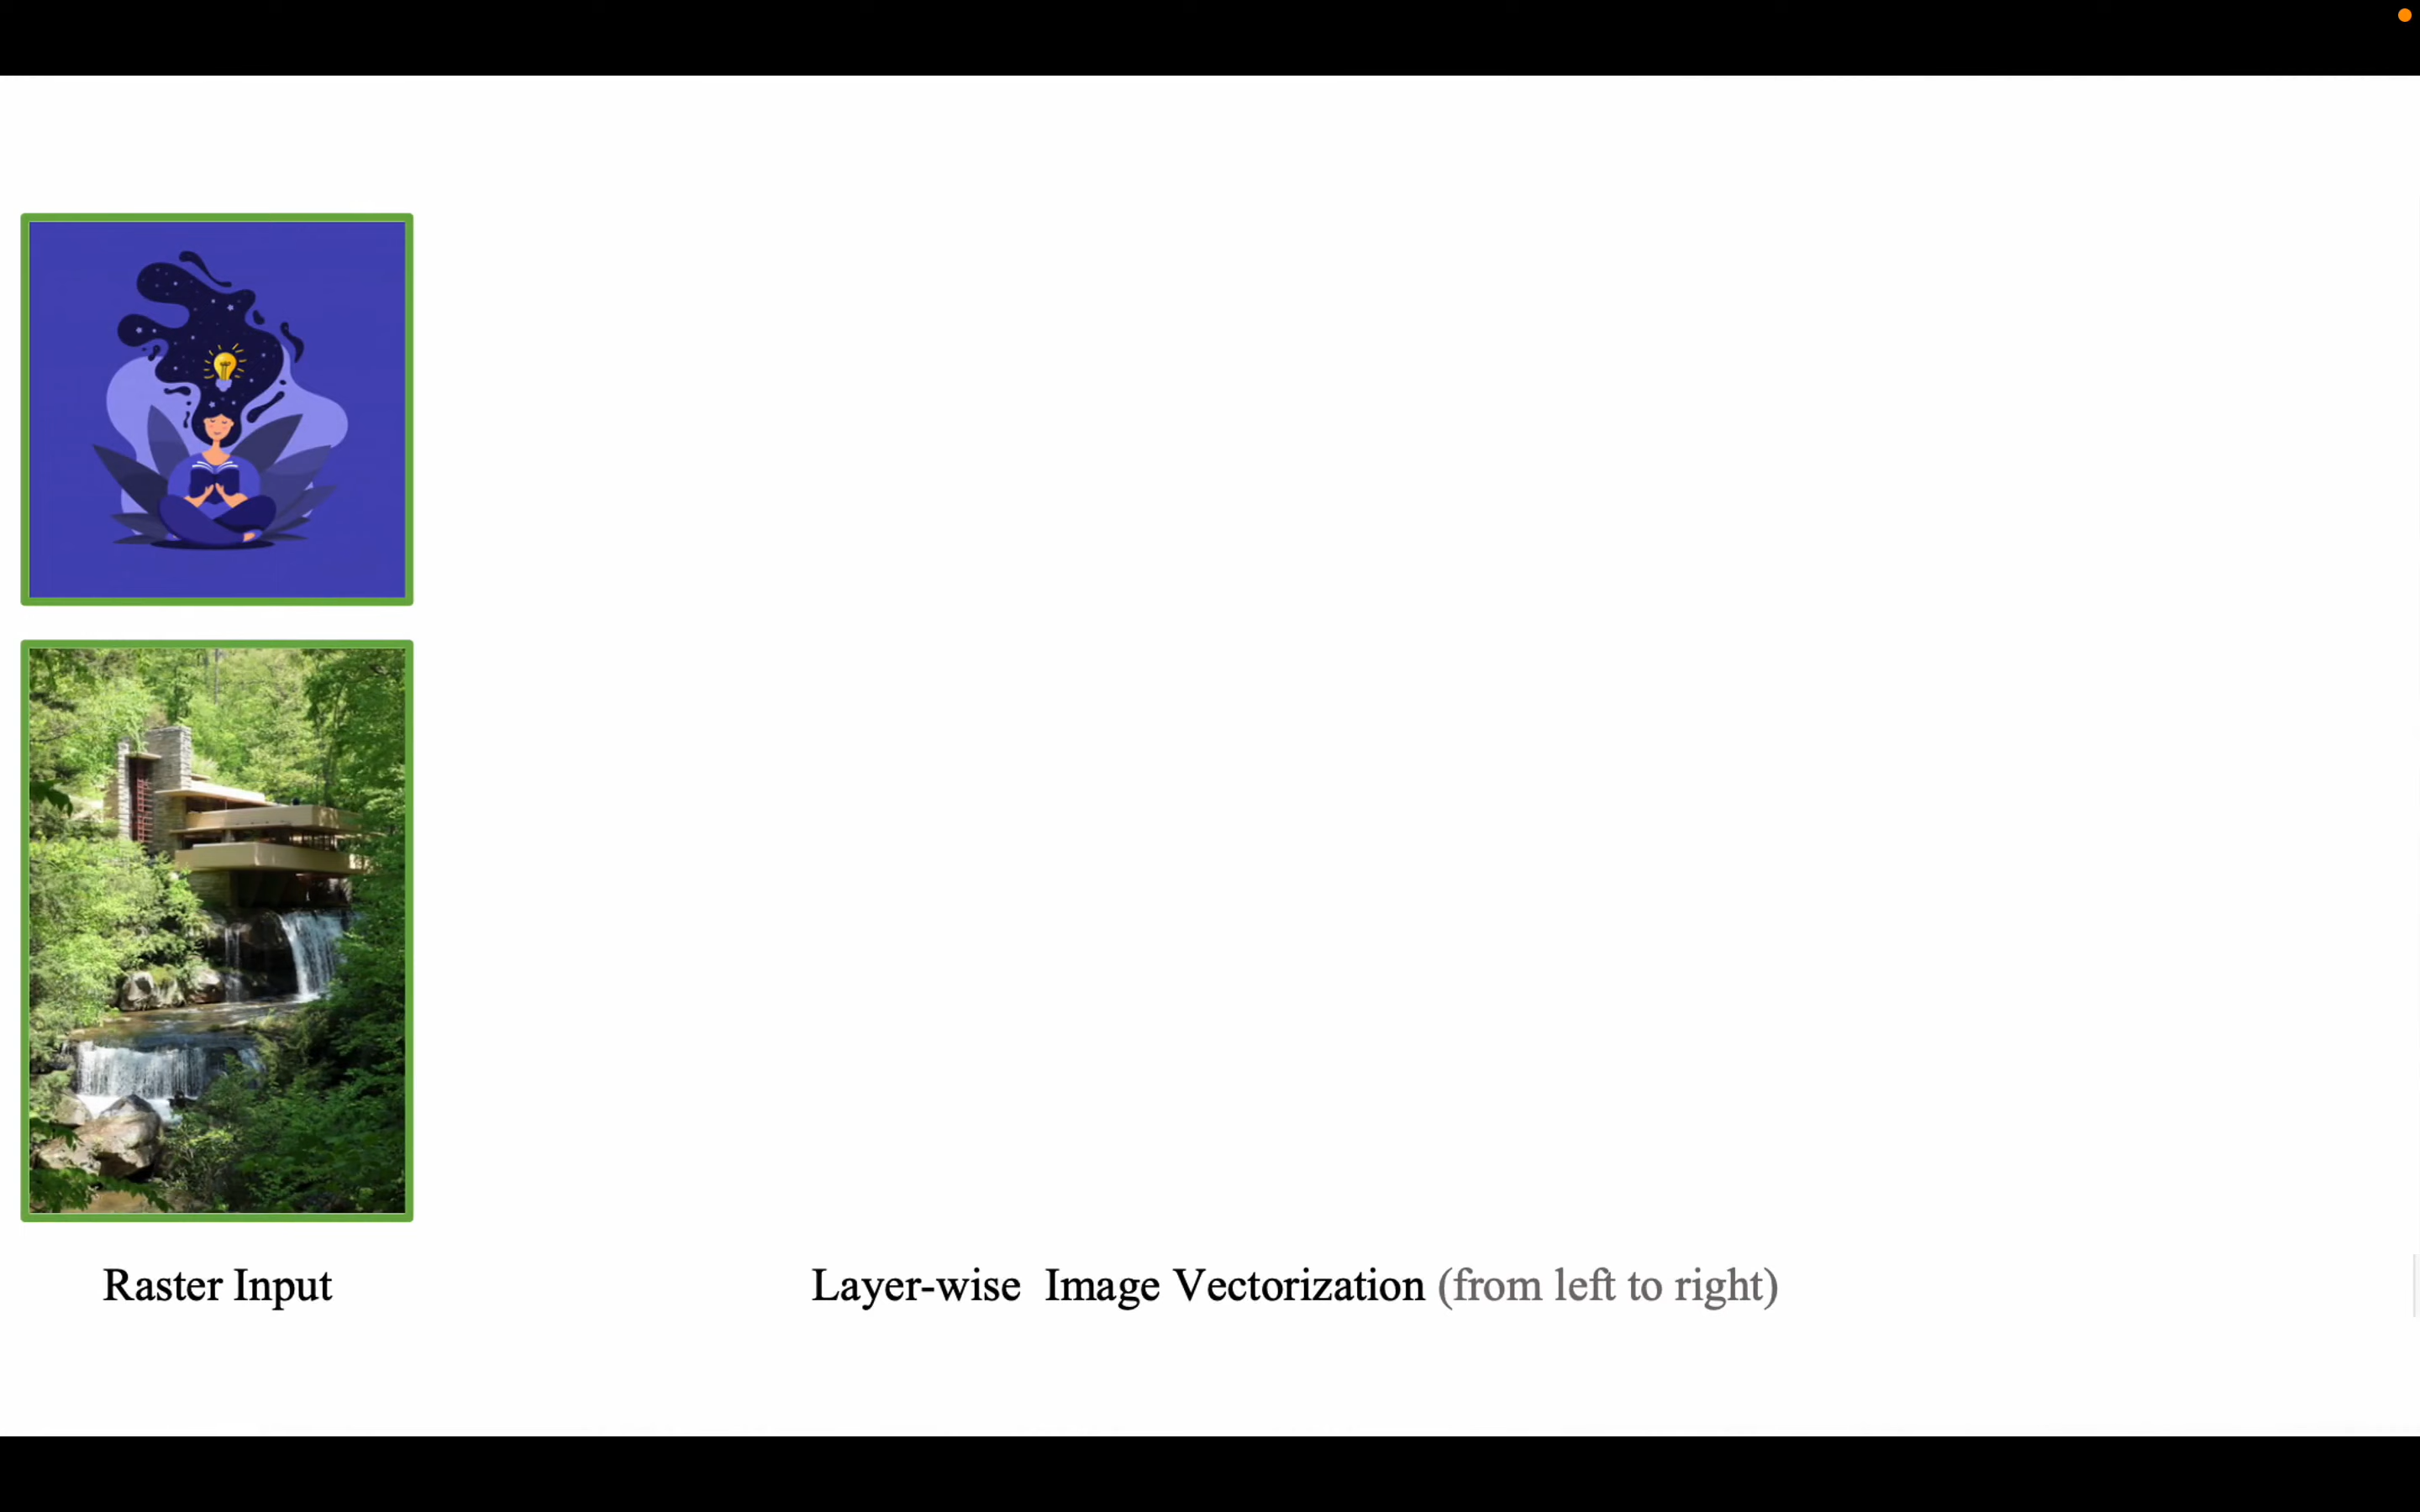 Raster Input
Layer-wise Image Vectorization (from left to right)